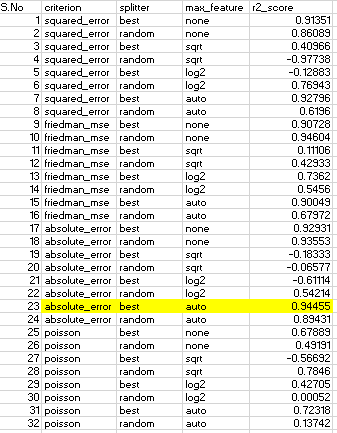 S.No criterion splitter max_feature r2_score
1 squared_error best none 0.91351
2 squared_error random none 0.86089
3 squared_error best sqrt 0.40966
4 squared_error random sqrt -0.97738
5 squared_error best log2 -0.12883
6 squared_error random log2 0.76943
7 squared_error best auto 0.92796
8 squared_error random auto 0.6196
9 friedman_mse best none 0.90728
10 friedman_mse random none 0.94604
11 friedman_mse best sqrt 0.11106
12 friedman_mse random sqrt 0.42933
13 friedman_mse best log2 0.7362
14 friedman_mse random log2 0.5456
15 friedman_mse best auto 0.90049
16 friedman_mse random auto 0.67972
17 absolute_error best none 0.92931
18 absolute_error random none 0.93553
19 absolute_error best sqrt -0.18333
20 absolute_error random sqrt -0.06577
21 absolute_error best log2 -0.61114
22 absolute_error random log2 0.54214
23 absolute_error best auto 0.94455
24 absolute_error random auto 0.89431
25 poisson best none 0.67889
26 poisson random none 0.49191
27 poisson best sqrt -0.56692
28 poisson random sqrt 0.7846
29 poisson best log2 0.42705
30 poisson random log2 0.00052
31 poisson best auto 0.72318
32 poisson random auto 0.13742